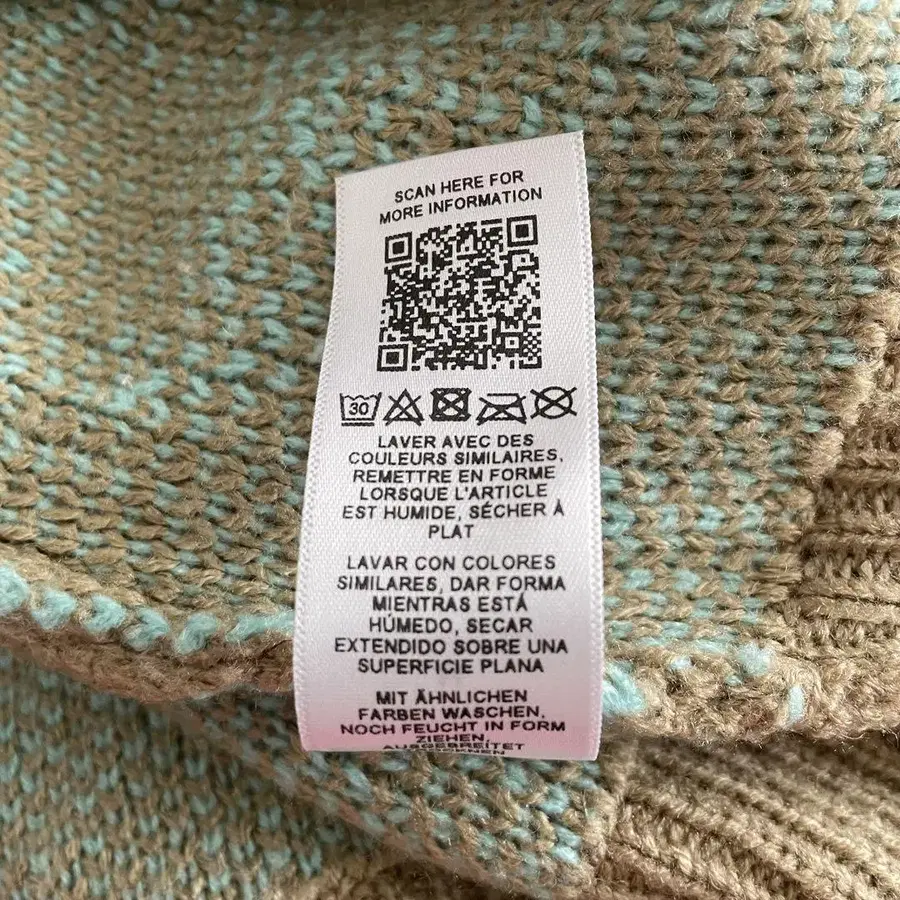 SCAN HERE FOR
MORE INFORMATION
30
LAVER AVEC DES
COULEURS SIMILAIRES,
REMETTRE EN FORME
LORSQUE L'ARTICLE
EST HUMIDE, SÉCHER À
PLAT
LAVAR CON COLORES
SIMILARES, DAR FORMA
MIENTRAS ESTÁ
HÚMEDO, SECAR
EXTENDIDO SOBRE UNA
SUPERFICIE PLANA
MIT ÄHNLICHEN
FARBEN WASCHEN,
NOCH FEUCHT IN FORM
ZIEHEN,
AUSGEBREITET